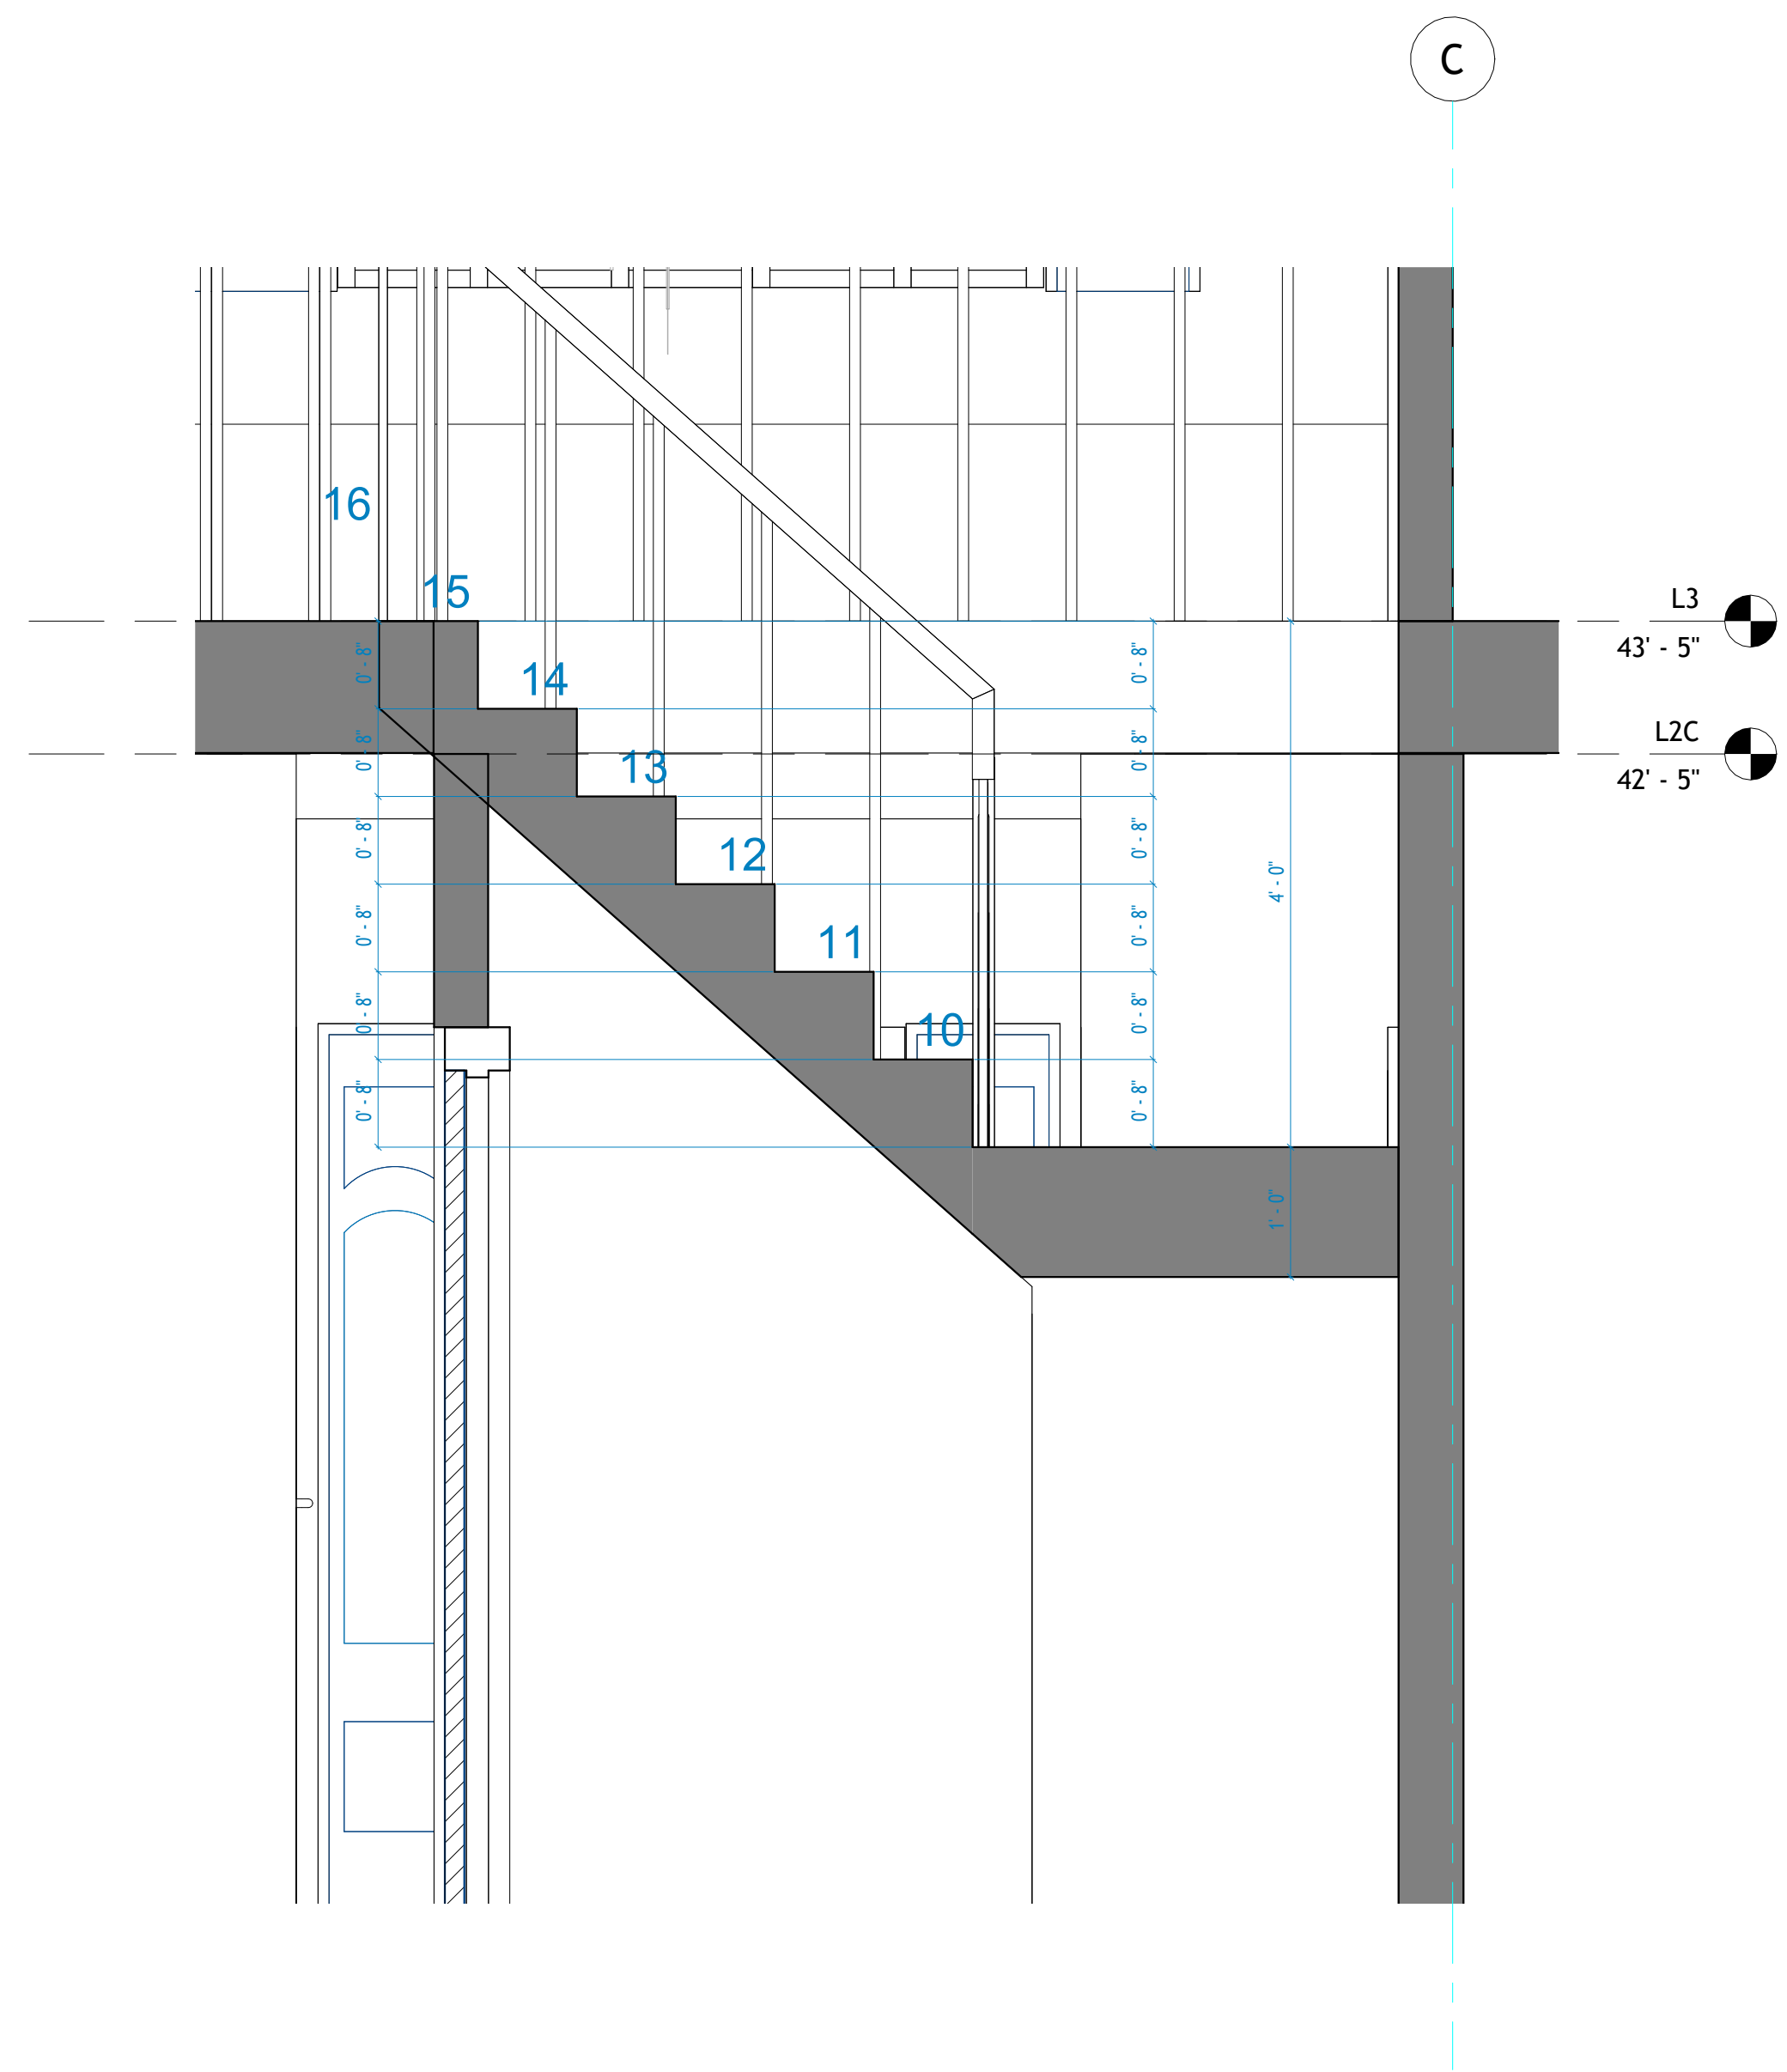 C
16
15
L3
0' - 8"
0' - 8"
43' - 5"
14
L2C
0' - 8"
13
0' - 8"
42' - 5"
0' - 8"
12
0' - 8"
4' - 0"
0' - 8"
11
0' - 8"
0' - 8"
10
0' - 8"
0' - 8"
0' - 8"
1' - 0"